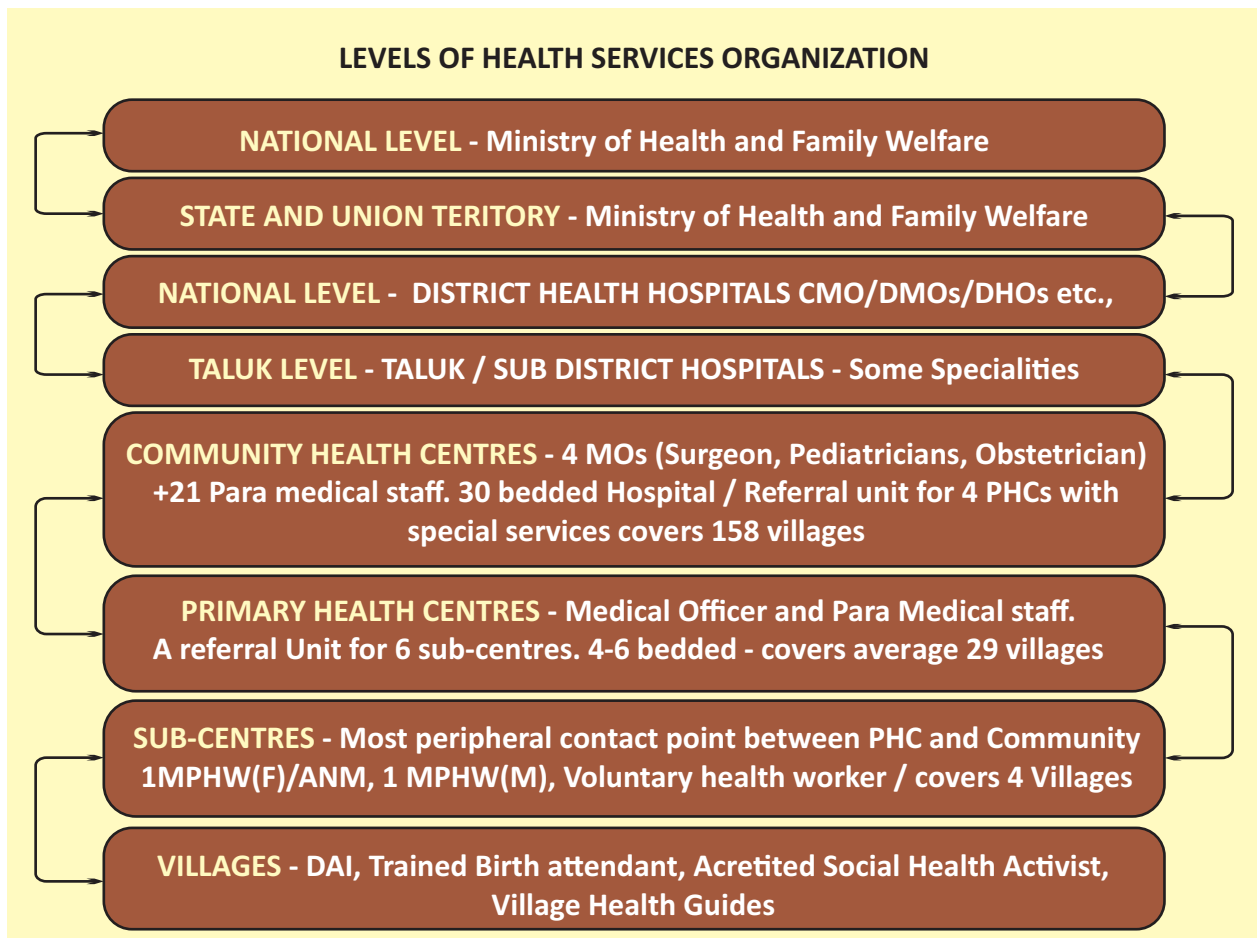 LEVELS OF HEALTH SERVICES ORGANIZATION
NATIONAL LEVEL - Ministry of Health and Family Welfare
STATE AND UNION TERITORY - Ministry of Health and Family Welfare
NATIONAL LEVEL - DISTRICT HEALTH HOSPITALS CMO/DMOs/DHOs etc.,
TALUK LEVEL - TALUK / SUB DISTRICT HOSPITALS - Some Specialities
COMMUNITY HEALTH CENTRES - 4 MOs (Surgeon, Pediatricians, Obstetrician)
+21 Para medical staff. 30 bedded Hospital / Referral unit for 4 PHCs with
special services covers 158 villages
PRIMARY HEALTH CENTRES - Medical Officer and Para Medical staff.
A referral Unit for 6 sub-centres. 4-6 bedded - covers average 29 villages
SUB-CENTRES - Most peripheral contact point between PHC and Community
1MPHW(F)/ANM, 1 MPHW(M), Voluntary health worker / covers 4 Villages
VILLAGES - DAI, Trained Birth attendant, Acretited Social Health Activist,
Village Health Guides